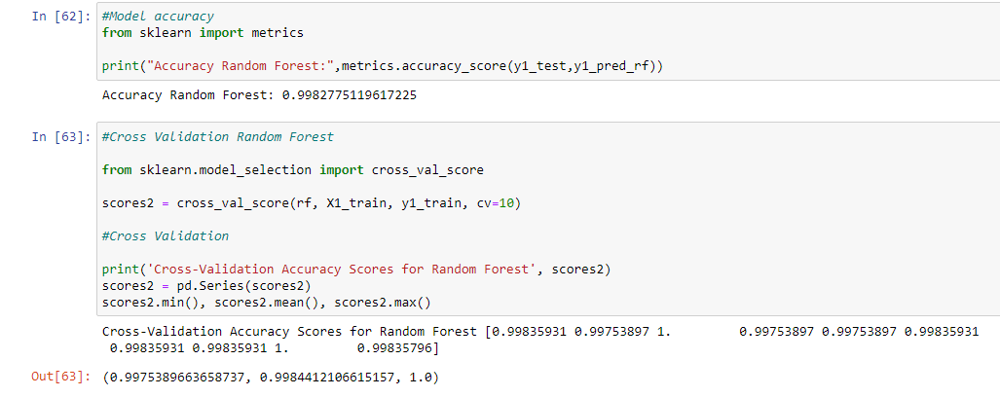 In [62]: #Model accuracy
from sklearn import metrics
print("Accuracy Random Forest:",metrics.accuracy_score(y1_test,y1_pred_rf))
Accuracy Random Forest: 0.9982775119617225
In [63]: #Cross Validation Random Forest
from sklearn.model_selection import cross_val_score
scores2 = cross_val_score(rf, X1_train, y1_train, cv=10)
#Cross Validation
print('Cross-Validation Accuracy Scores for Random Forest', scores2)
scores2 = pd.Series(scores2)
scores2.min(), scores2.mean(), scores2.max()
Cross-Validation Accuracy Scores for Random Forest [0.99835931 0.99753897 1.         0.99753897 0.99753897 0.99835931
 0.99835931 0.99835931 1.         0.99835796]
Out[63]: (0.9975389663658737, 0.9984412106615157, 1.0)